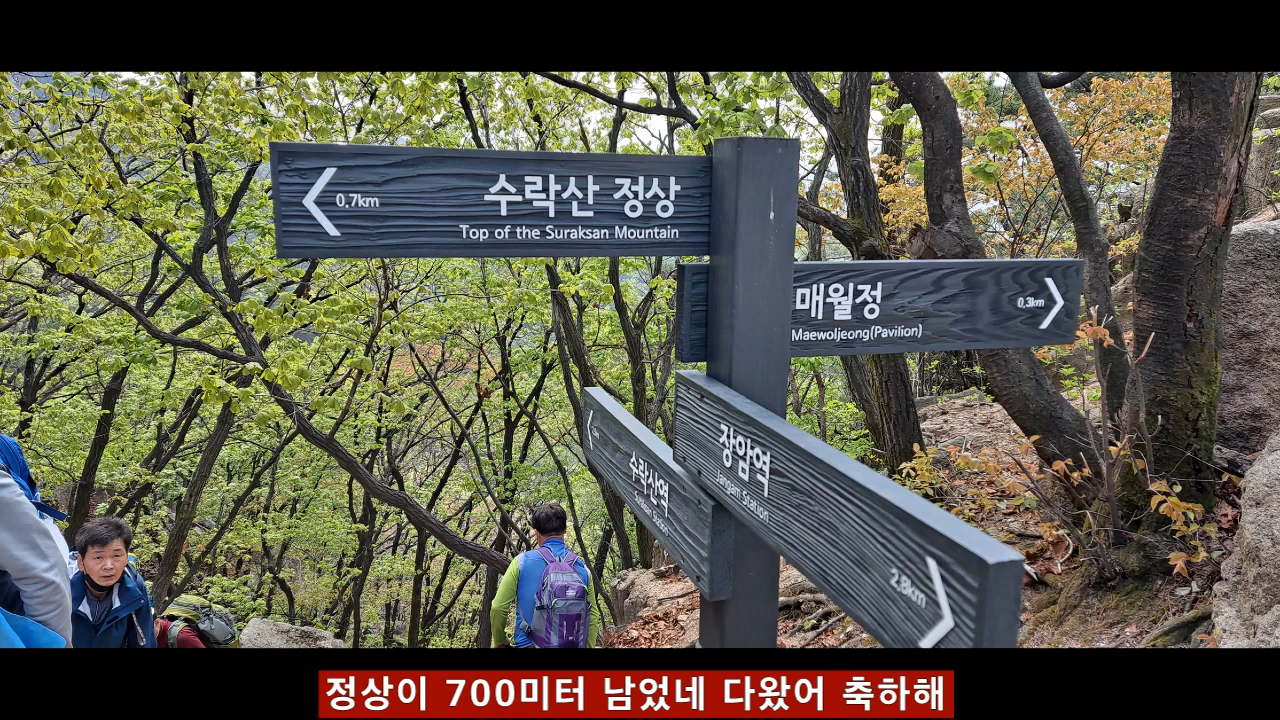 수락산 정상
0.7km
Top of the Suraksan Mountain
매월정
0.3km
Maewoljeong(Pavilion)
장암역
Jangam Station
2.8km
수락산역
정상이 700미터 남았네 다왔어 축하해